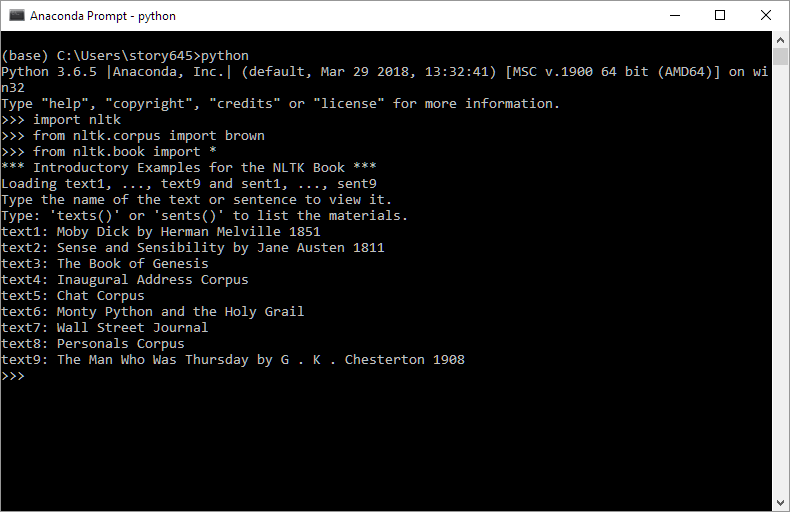 Anaconda Prompt - python
(base) C:\Users\story645>python
Python 3.6.5 |Anaconda, Inc.| (default, Mar 29 2018, 13:32:41) [MSC v.1900 64 bit (AMD64)] on wi
n32
Type "help", "copyright", "credits" or "license" for more information.
>>> import nltk
>>> from nltk.corpus import brown
>>> from nltk.book import *
*** Introductory Examples for the NLTK Book ***
Loading text1, ..., text9 and sent1, ..., sent9
Type the name of the text or sentence to view it.
Type: 'texts()' or 'sents()' to list the materials.
text1: Moby Dick by Herman Melville 1851
text2: Sense and Sensibility by Jane Austen 1811
text3: The Book of Genesis
text4: Inaugural Address Corpus
text5: Chat Corpus
text6: Monty Python and the Holy Grail
text7: Wall Street Journal
text8: Personals Corpus
text9: The Man Who Was Thursday by G . K . Chesterton 1908
>>>